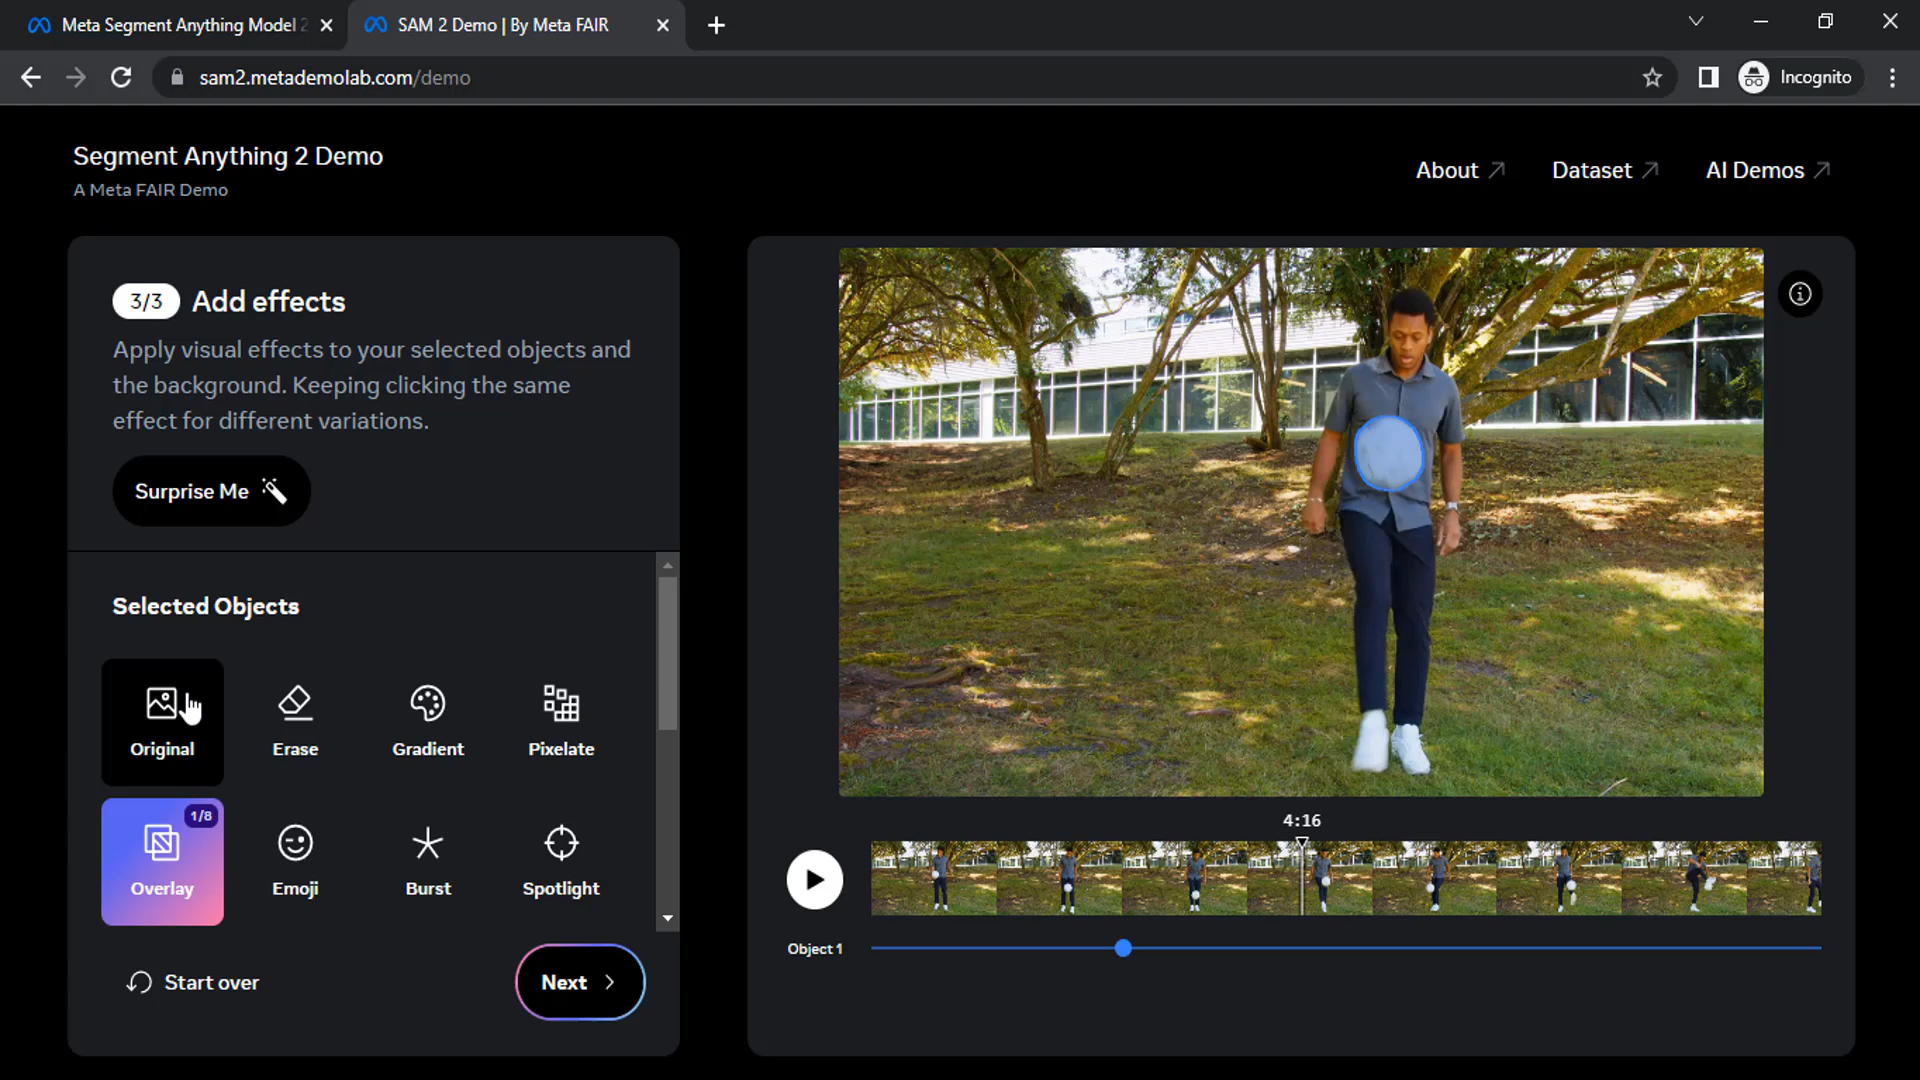 Meta Segment Anything Model 2
SAM 2 Demo | By Meta FAIR
sam2.metademolab.com/demo
Incognito
Segment Anything 2 Demo
A Meta FAIR Demo
About
Dataset
AI Demos
3/3
Add effects
Apply visual effects to your selected objects and
the background. Keeping clicking the same
effect for different variations.
Surprise Me
Selected Objects
Original
Erase
Gradient
Pixelate
1/8
Overlay
Emoji
Burst
Spotlight
Start over
Next
4:16
Object 1